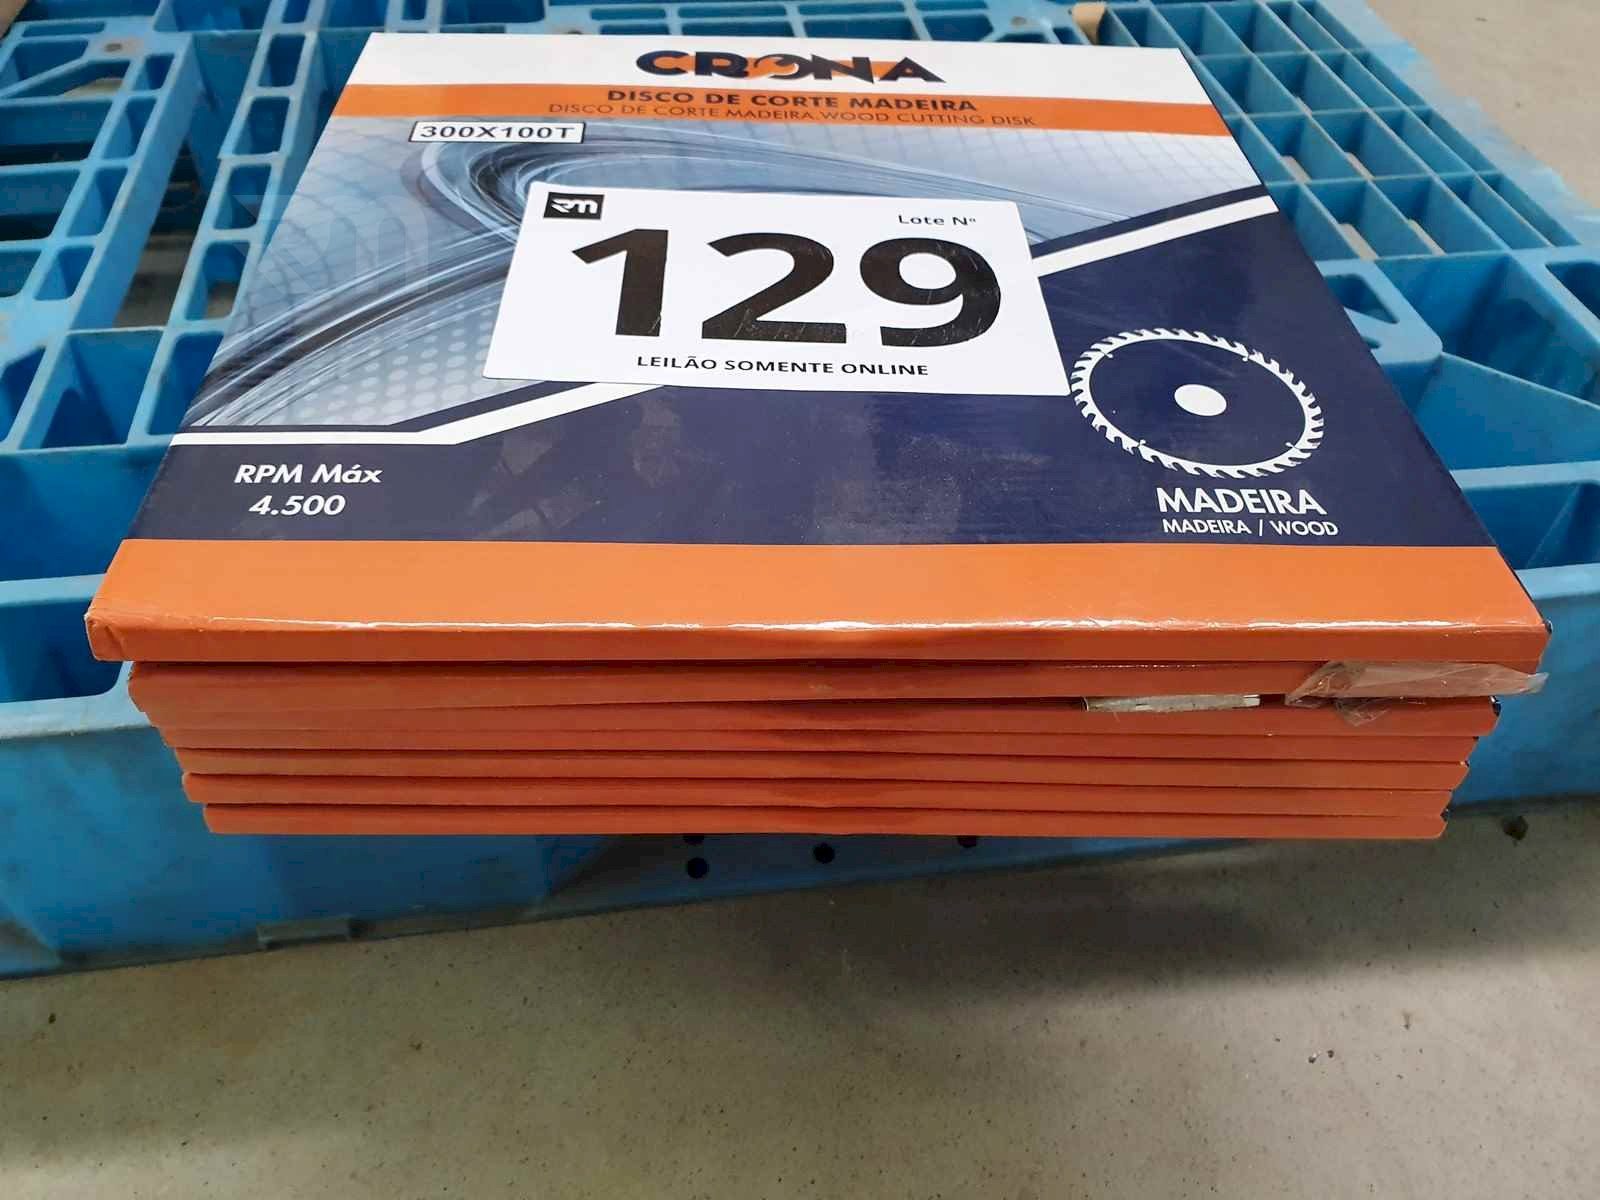 CRONA
DISCO DE CORTE MADEIRA
DISCO DE CORTE MADEIRA.WOOD CUTTING DISK
300X100T
RM
Lote Nº
129
LEILÃO SOMENTE ONLINE
RPM Máx
4.500
MADEIRA
MADEIRA / WOOD